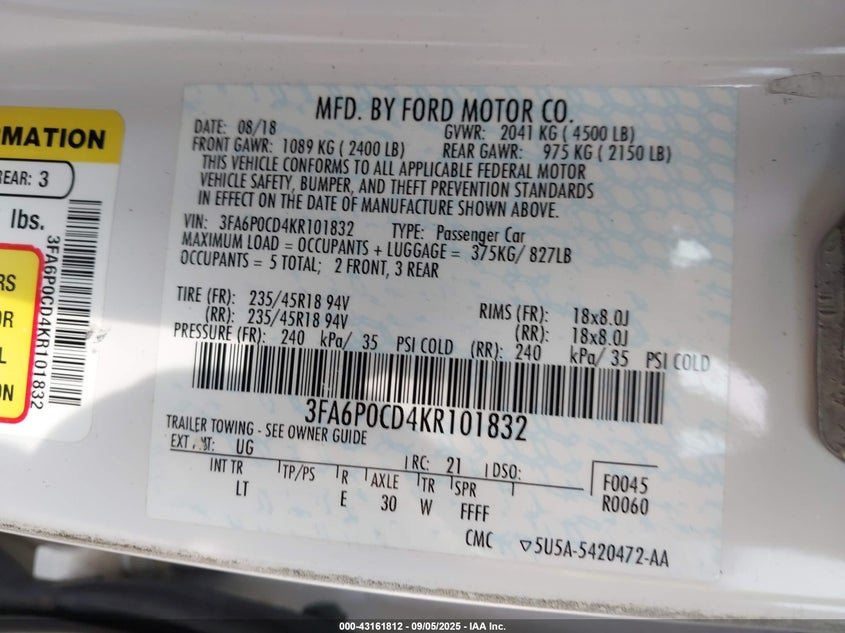 MFD. BY FORD MOTOR CO.
DATE: 08/18 GVWR: 2041 KG ( 4500 LB)
FRONT GAWR: 1089 KG ( 2400 LB) REAR GAWR: 975 KG ( 2150 LB)
THIS VEHICLE CONFORMS TO ALL APPLICABLE FEDERAL MOTOR
VEHICLE SAFETY, BUMPER, AND THEFT PREVENTION STANDARDS
IN EFFECT ON THE DATE OF MANUFACTURE SHOWN ABOVE.
VIN: 3FA6P0CD4KR101832 TYPE: Passenger Car
MAXIMUM LOAD = OCCUPANTS + LUGGAGE = 375KG/ 827LB
OCCUPANTS = 5 TOTAL; 2 FRONT, 3 REAR
TIRE (FR): 235/45R18 94V RIMS (FR): 18x8.0J
(RR): 235/45R18 94V (RR): 18x8.0J
PRESSURE (FR): 240 kPa/ 35 PSI COLD (RR): 240 kPa/ 35 PSI COLD
3FA6P0CD4KR101832
TRAILER TOWING - SEE OWNER GUIDE
EXT PNT: UG RC: 21 DSO: F0045
INT TR TP/PS R AXLE TR SPR R0060
LT E 30 W FFFF
CMC ▽5U5A-5420472-AA
RMATION
REAR: 3
lbs.
3FA6P0CD4KR101832
RS
OR
L
ON
000-43161812 - 09/05/2025 - IAA Inc.